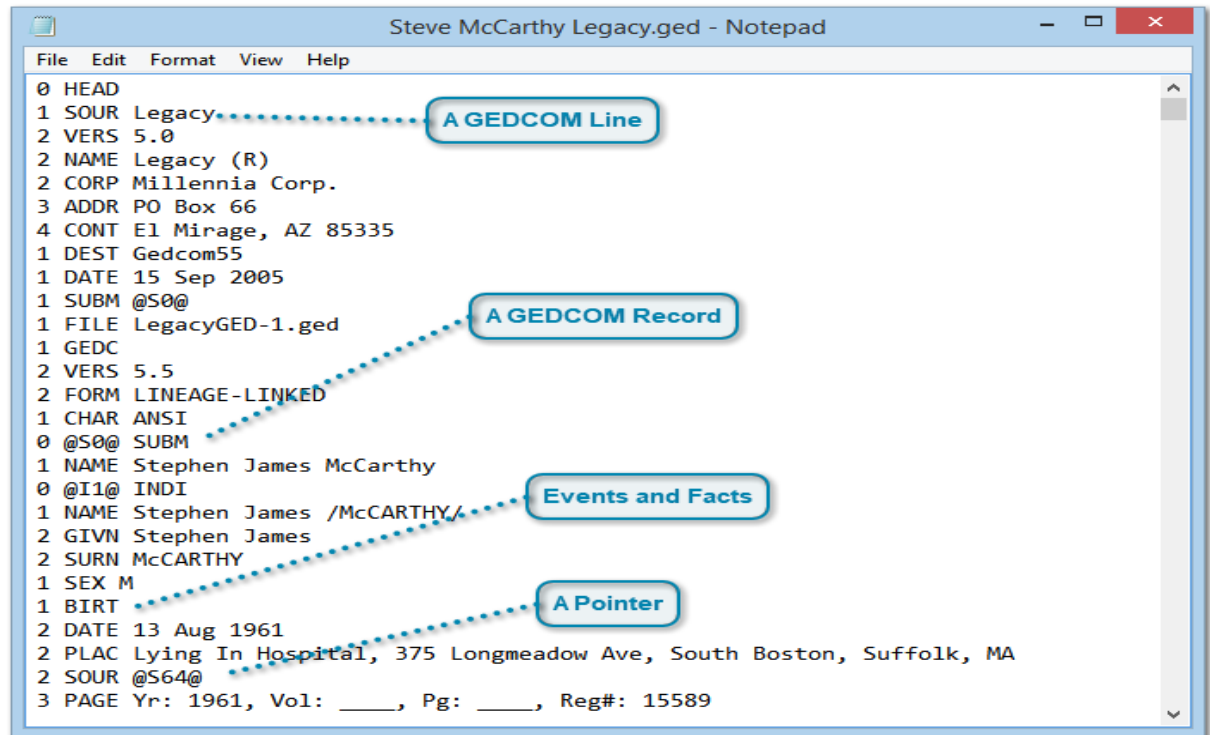 Steve McCarthy Legacy.ged - Notepad
File Edit Format View Help
0 HEAD
1 SOUR Legacy
A GEDCOM Line
2 VERS 5.0
2 NAME Legacy (R)
2 CORP Millennia Corp.
3 ADDR PO Box 66
4 CONT El Mirage, AZ 85335
1 DEST Gedcom55
1 DATE 15 Sep 2005
1 SUBM @S0@
A GEDCOM Record
1 FILE LegacyGED-1.ged
1 GEDC
2 VERS 5.5
2 FORM LINEAGE-LINKED
1 CHAR ANSI
0 @S0@ SUBM
1 NAME Stephen James McCarthy
0 @I1@ INDI
Events and Facts
1 NAME Stephen James /McCARTHY/
2 GIVN Stephen James
2 SURN McCARTHY
1 SEX M
1 BIRT
A Pointer
2 DATE 13 Aug 1961
2 PLAC Lying In Hospital, 375 Longmeadow Ave, South Boston, Suffolk, MA
2 SOUR @S64@
3 PAGE Yr: 1961, Vol: ____, Pg: ____, Reg#: 15589